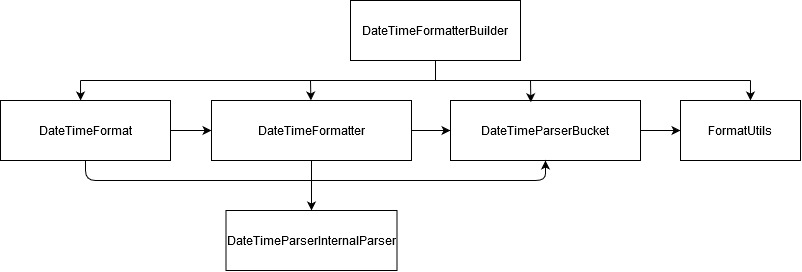 DateTimeFormatterBuilder
DateTimeFormat
DateTimeFormatter
DateTimeParserBucket
FormatUtils
DateTimeParserInternalParser